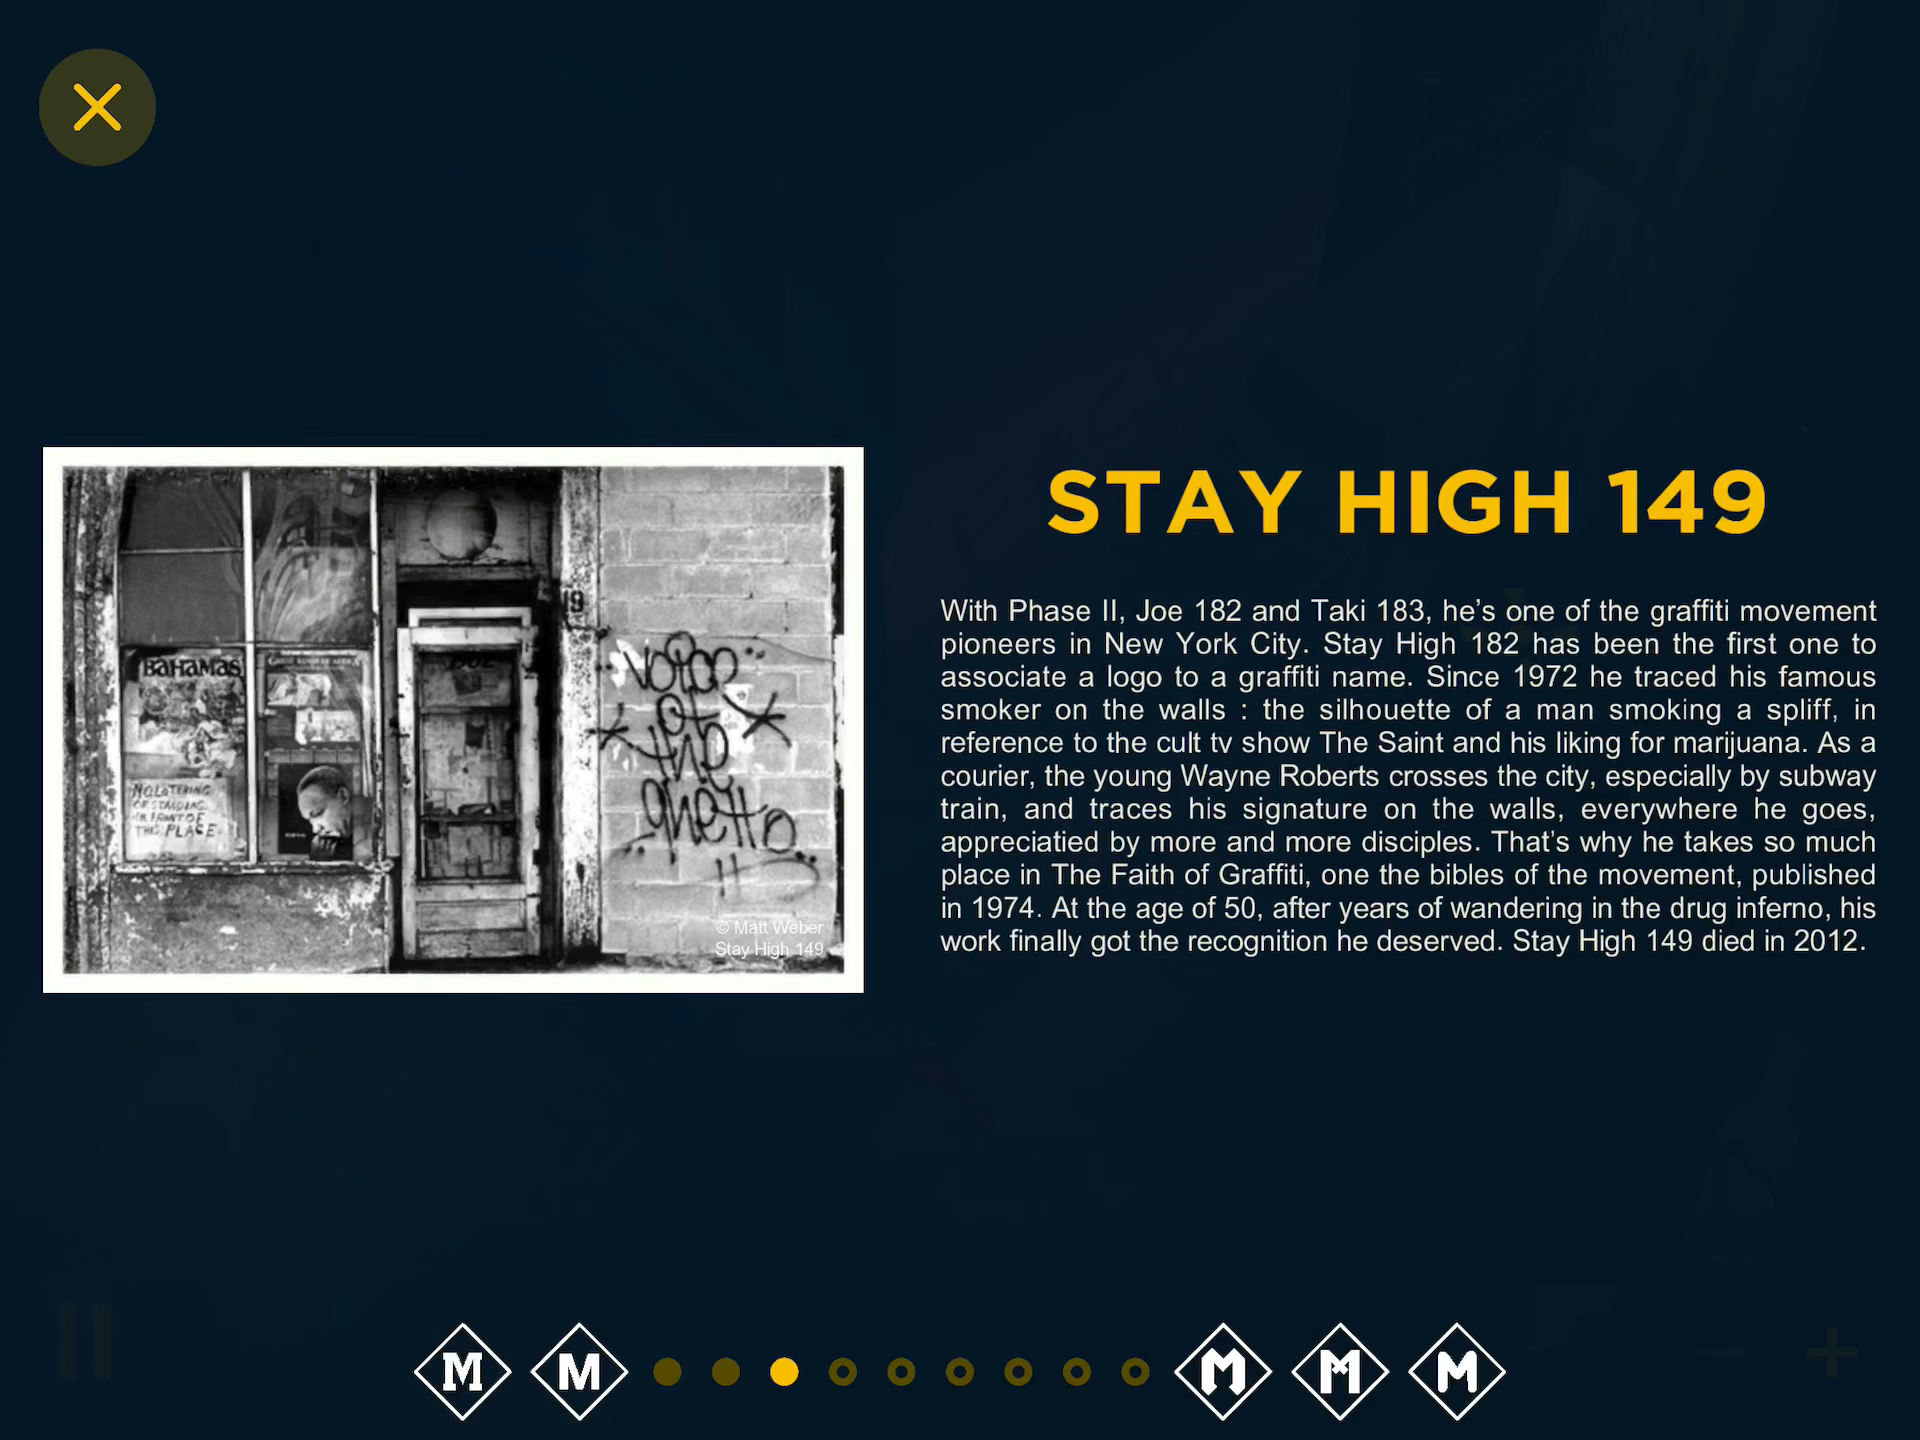 STAY HIGH 149
With Phase II, Joe 182 and Taki 183, he's one of the graffiti movement
pioneers in New York City. Stay High 182 has been the first one to
associate a logo to a graffiti name. Since 1972 he traced his famous
smoker on the walls : the silhouette of a man smoking a spliff, in
reference to the cult tv show The Saint and his liking for marijuana. As a
courier, the young Wayne Roberts crosses the city, especially by subway
train, and traces his signature on the walls, everywhere he goes,
appreciatied by more and more disciples. That's why he takes so much
place in The Faith of Graffiti, one the bibles of the movement, published
in 1974. At the age of 50, after years of wandering in the drug inferno, his
work finally got the recognition he deserved. Stay High 149 died in 2012.
BAHAMAS
NO LOTERING
OF STANDING
IN FRONT OF
THIS PLACE
19
VOICE
of
the
ghetto
© Matt Weber
Stay High 149
M
M
M
M
M